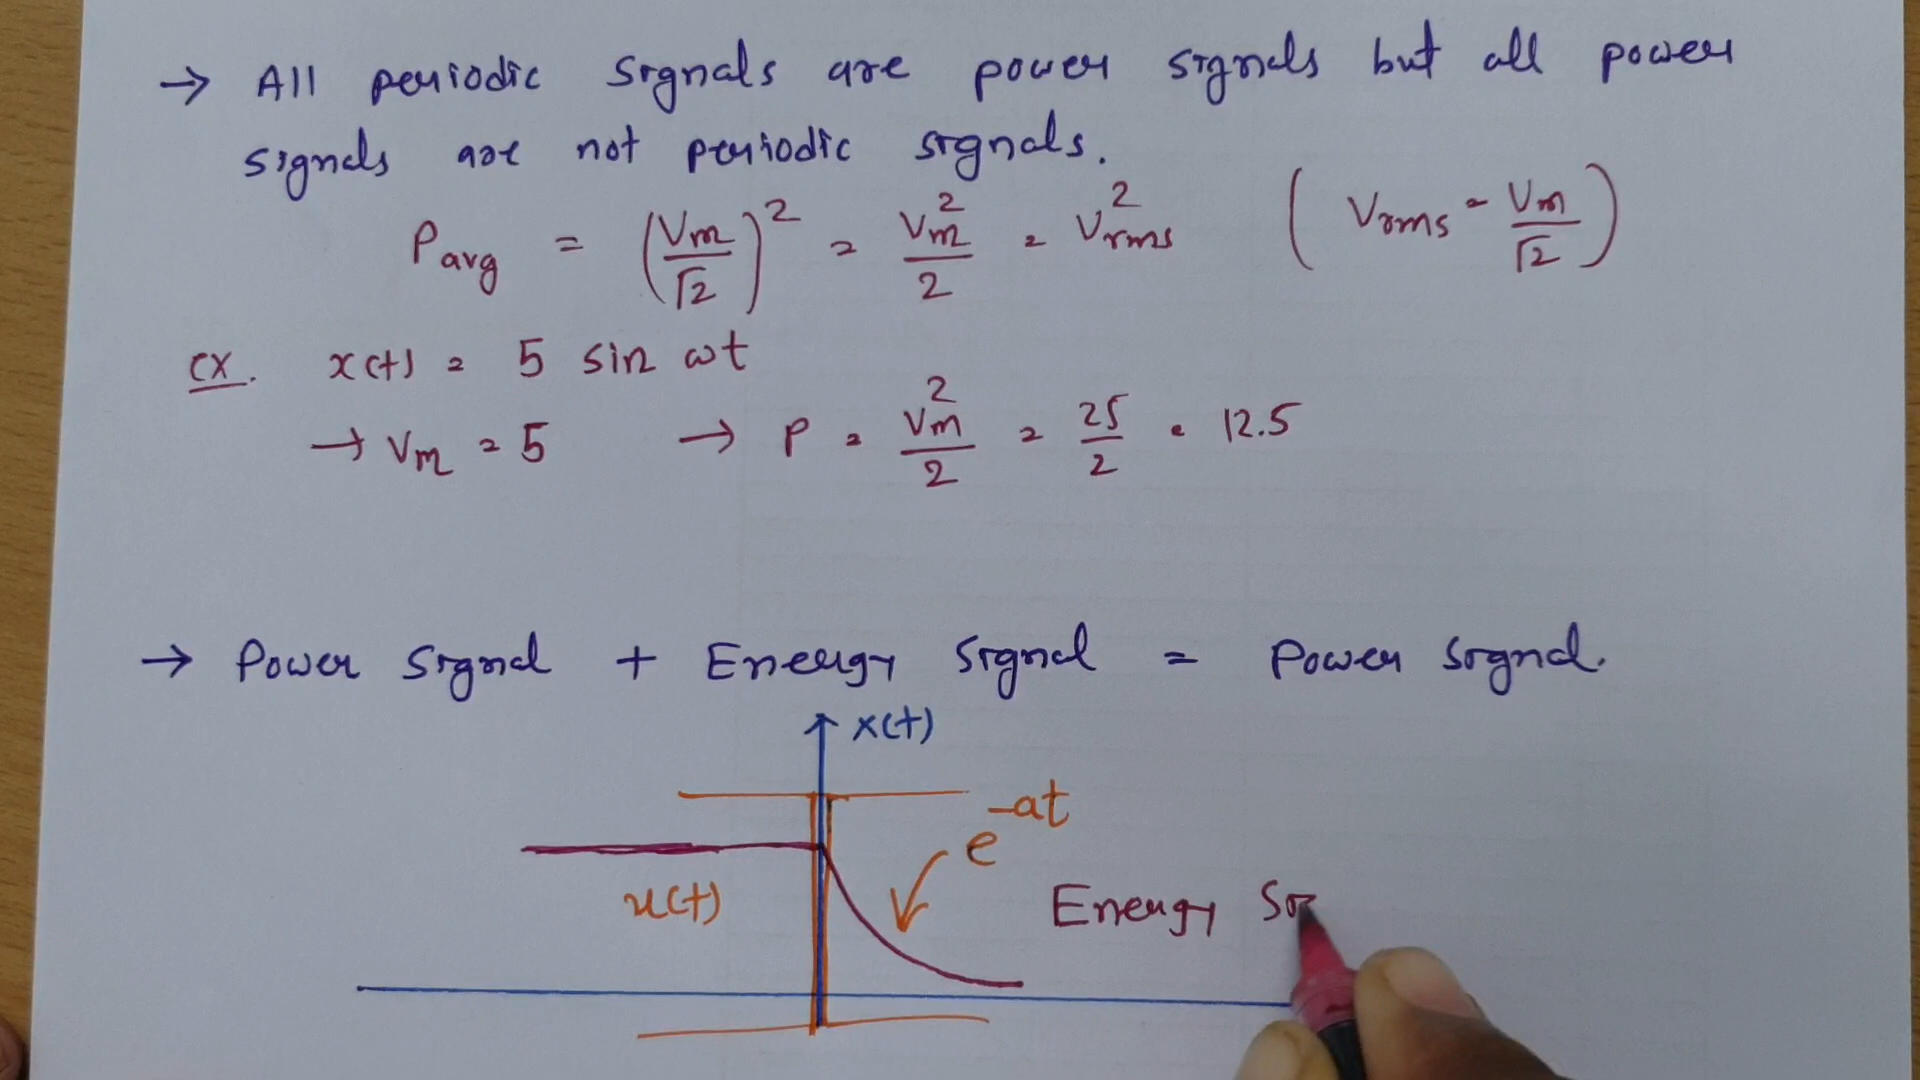 → All periodic signals are power signals but all power
signals are not periodic signals.
Pavg = (Vm/√2)² = Vm²/2 = Vrms² (Vrms = Vm/√2)
ex. x(t) = 5 sin ωt
→ Vm = 5 → P = Vm²/2 = 25/2 = 12.5
→ Power Signal + Energy Signal = Power Signal.
x(t)
e^-at
u(t)
Energy